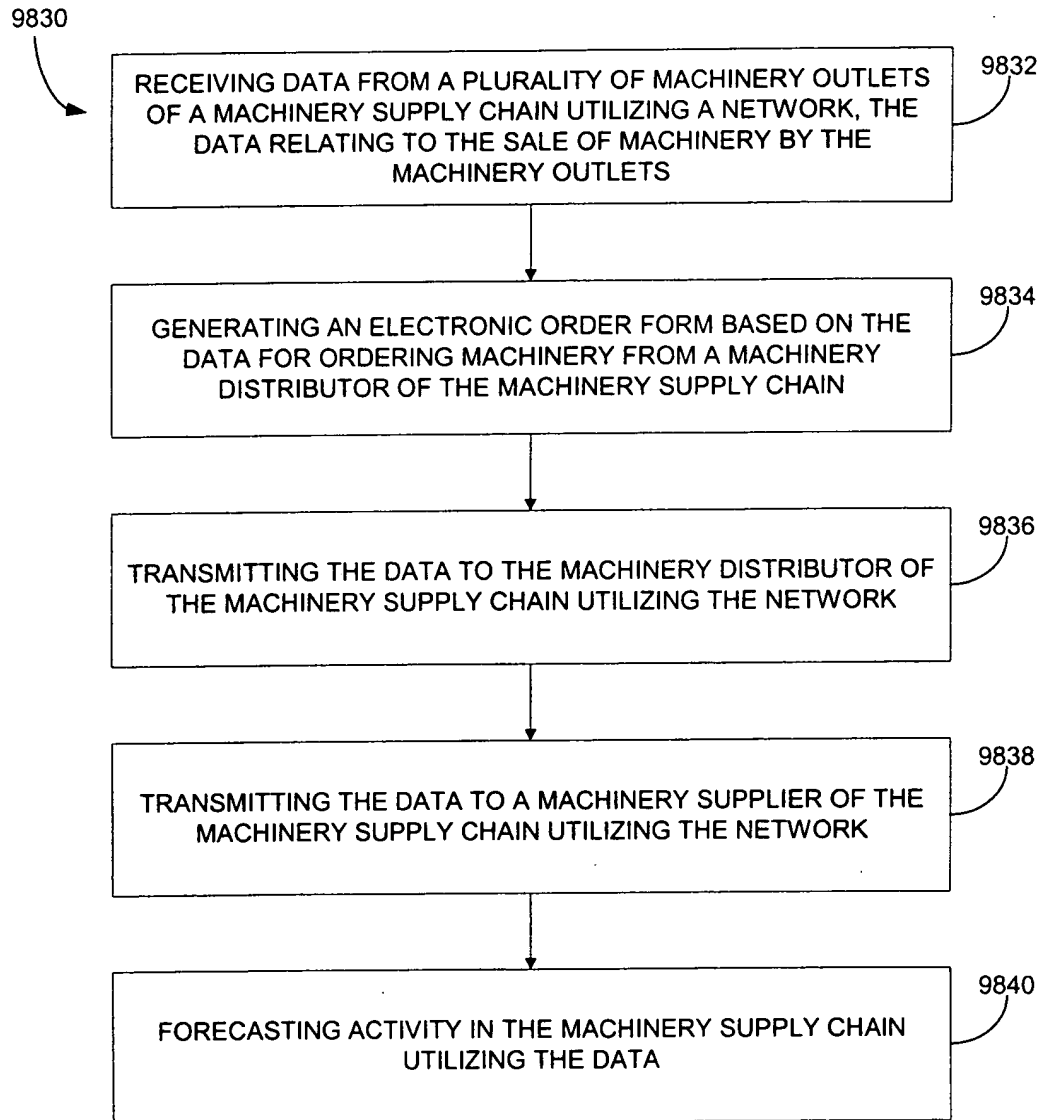 9830
RECEIVING DATA FROM A PLURALITY OF MACHINERY OUTLETS
OF A MACHINERY SUPPLY CHAIN UTILIZING A NETWORK, THE
DATA RELATING TO THE SALE OF MACHINERY BY THE
MACHINERY OUTLETS
9832
GENERATING AN ELECTRONIC ORDER FORM BASED ON THE
DATA FOR ORDERING MACHINERY FROM A MACHINERY
DISTRIBUTOR OF THE MACHINERY SUPPLY CHAIN
9834
TRANSMITTING THE DATA TO THE MACHINERY DISTRIBUTOR OF
THE MACHINERY SUPPLY CHAIN UTILIZING THE NETWORK
9836
TRANSMITTING THE DATA TO A MACHINERY SUPPLIER OF THE
MACHINERY SUPPLY CHAIN UTILIZING THE NETWORK
9838
FORECASTING ACTIVITY IN THE MACHINERY SUPPLY CHAIN
UTILIZING THE DATA
9840